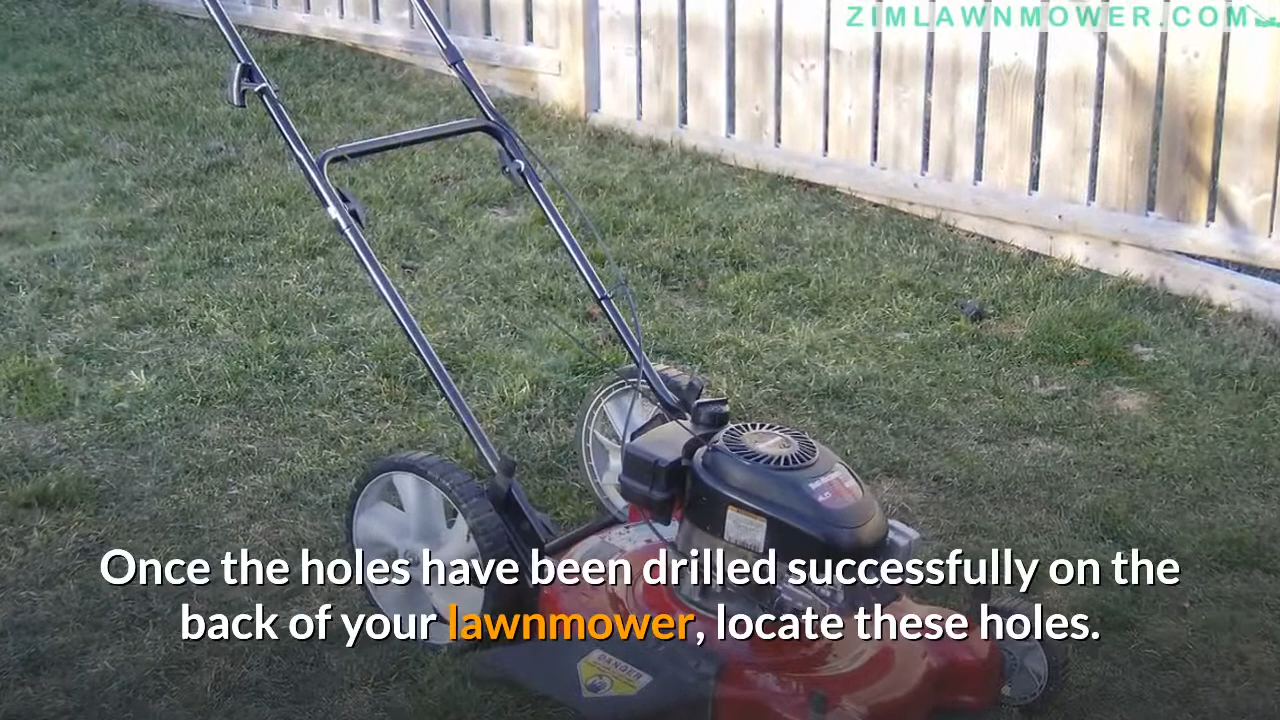 ZIMLAWNMOWER.COM
Once the holes have been drilled successfully on the
back of your lawnmower, locate these holes.
DANGER